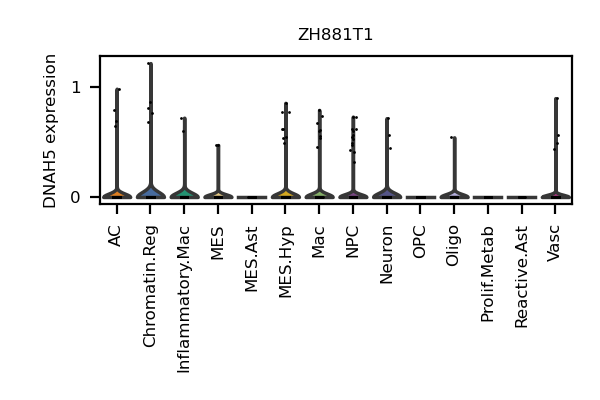 ZH881T1
DNAH5 expression
1
0
AC
Chromatin.Reg
Inflammatory.Mac
MES
MES.Ast
MES.Hyp
Mac
NPC
Neuron
OPC
Oligo
Prolif.Metab
Reactive.Ast
Vasc